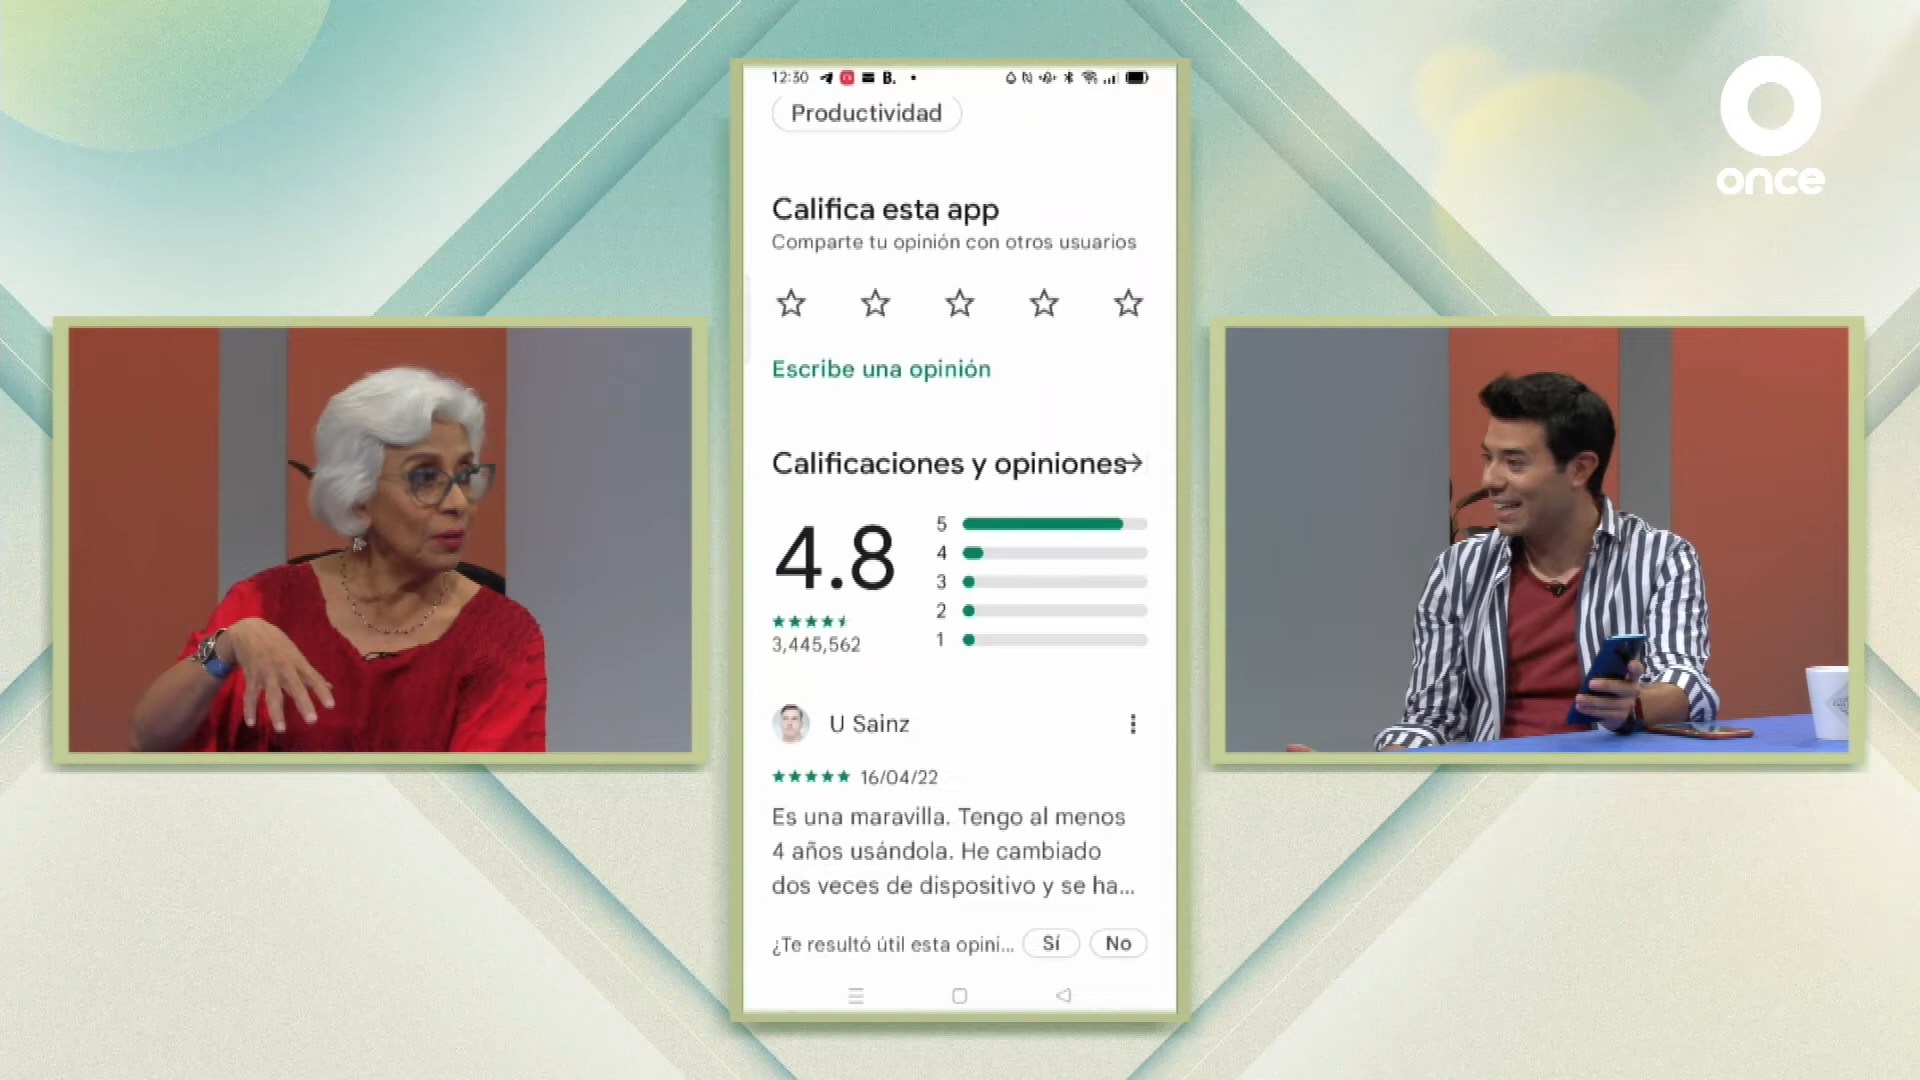 12:30
B.
Productividad
Califica esta app
Comparte tu opinión con otros usuarios
Escribe una opinión
Calificaciones y opiniones
4.8
3,445,562
5
4
3
2
1
U Sainz
16/04/22
Es una maravilla. Tengo al menos
4 años usándola. He cambiado
dos veces de dispositivo y se ha...
¿Te resultó útil esta opini...
Sí
No
once